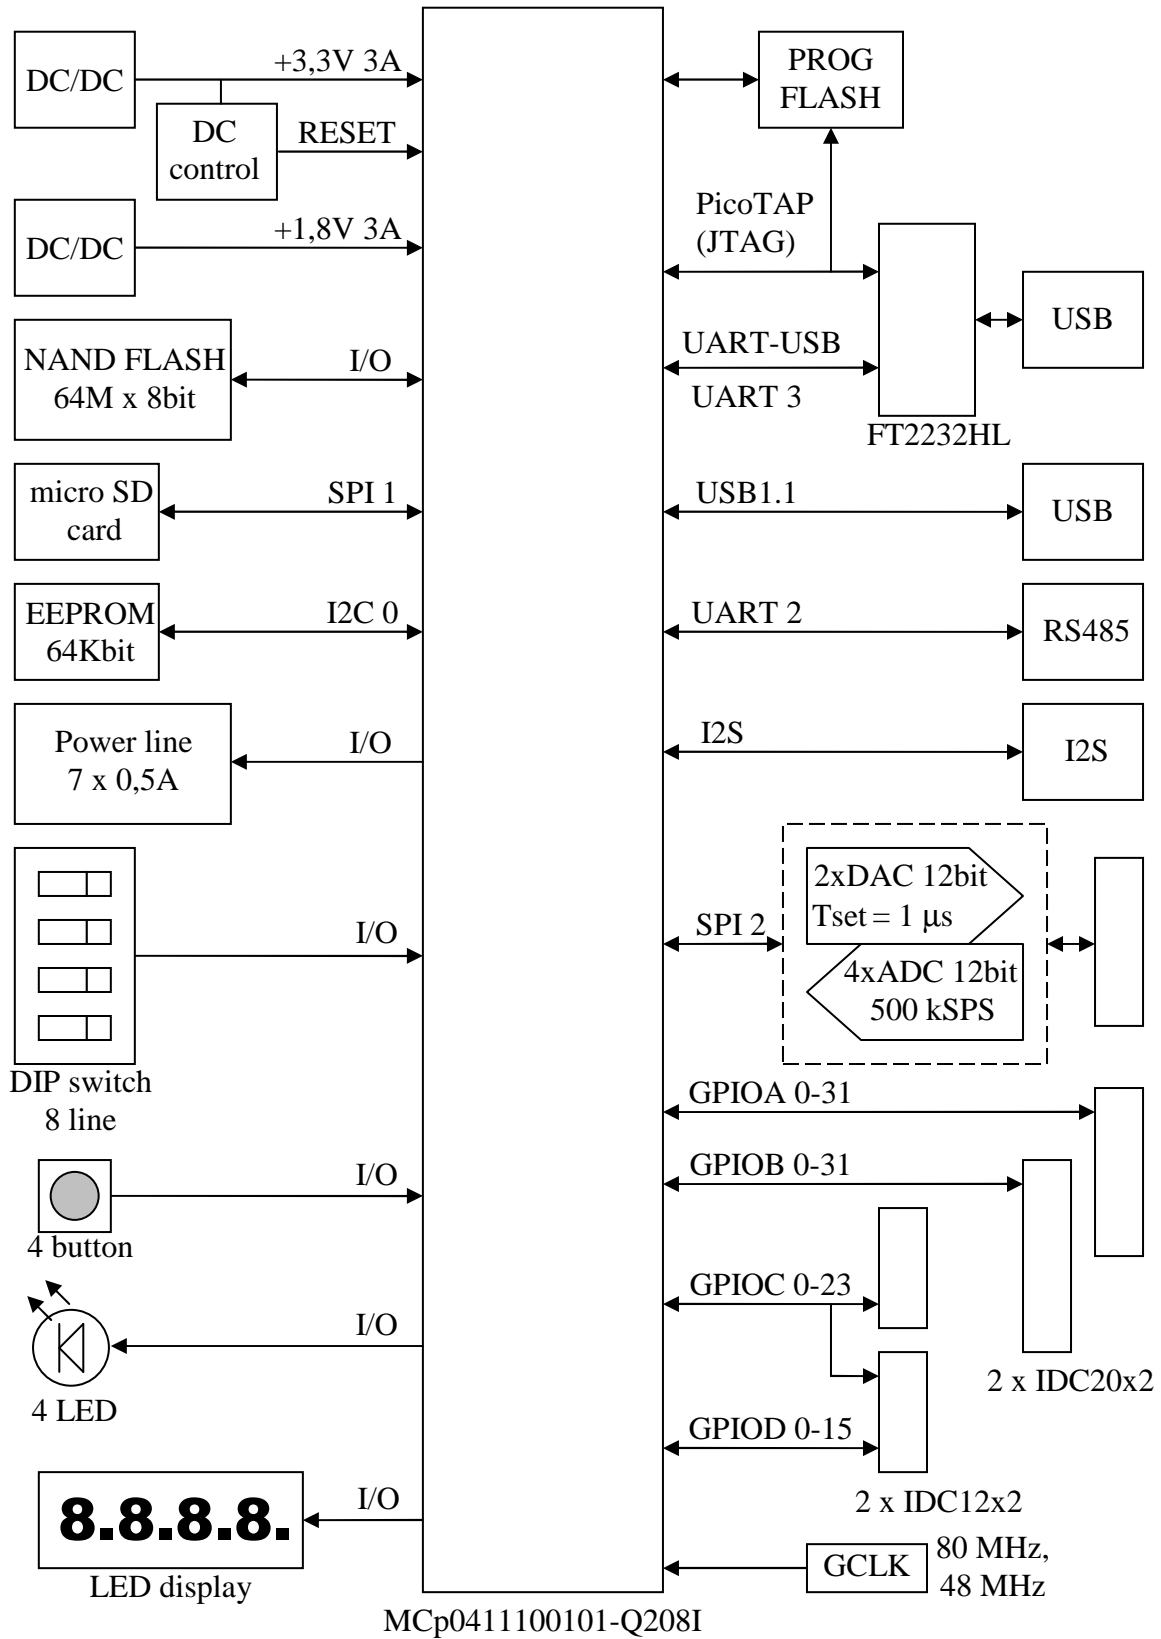 DC/DC
+3,3V 3A
DC
control
RESET
DC/DC
+1,8V 3A
NAND FLASH
64M x 8bit
I/O
micro SD
card
SPI 1
EEPROM
64Kbit
I2C 0
Power line
7 x 0,5A
I/O
I/O
DIP switch
8 line
I/O
4 button
I/O
4 LED
I/O
8.8.8.8.
LED display
MCp0411100101-Q208I
PROG
FLASH
PicoTAP
(JTAG)
USB
UART-USB
UART 3
FT2232HL
USB1.1
USB
UART 2
RS485
I2S
I2S
SPI 2
2xDAC 12bit
Tset = 1 μs
4xADC 12bit
500 kSPS
GPIOA 0-31
GPIOB 0-31
GPIOC 0-23
2 x IDC20x2
GPIOD 0-15
2 x IDC12x2
GCLK
80 MHz,
48 MHz